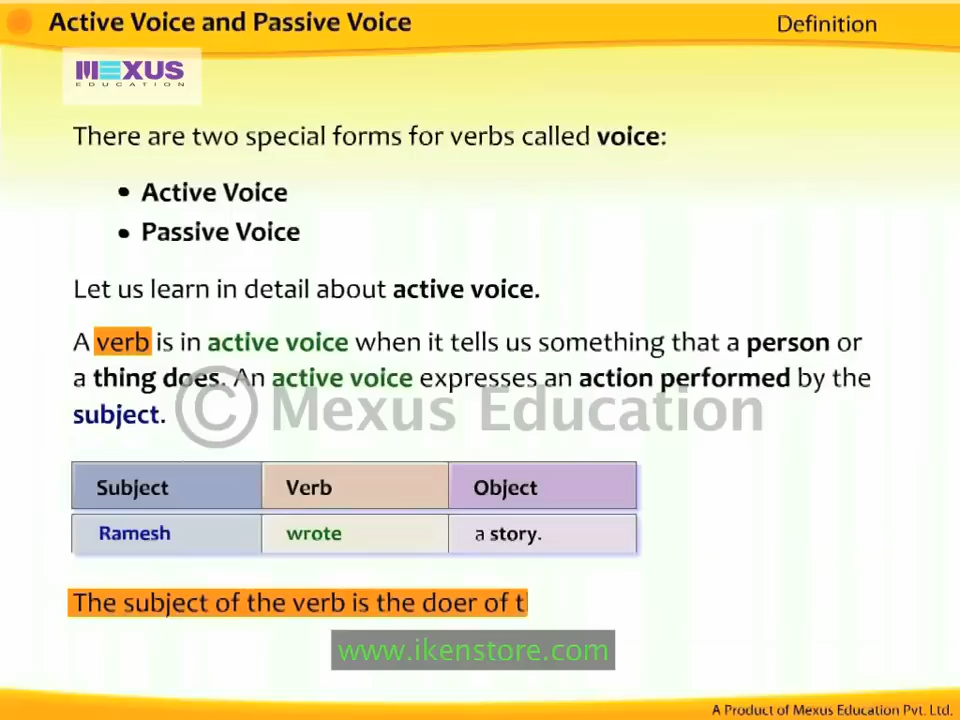 Active Voice and Passive Voice
Definition
MEXUS
EDUCATION
There are two special forms for verbs called voice:
• Active Voice
• Passive Voice
Let us learn in detail about active voice.
A verb is in active voice when it tells us something that a person or
a thing does. An active voice expresses an action performed by the
subject.
© Mexus Education
Subject Verb Object
Ramesh wrote a story.
The subject of the verb is the doer of t
www.ikenstore.com
A Product of Mexus Education Pvt. Ltd.